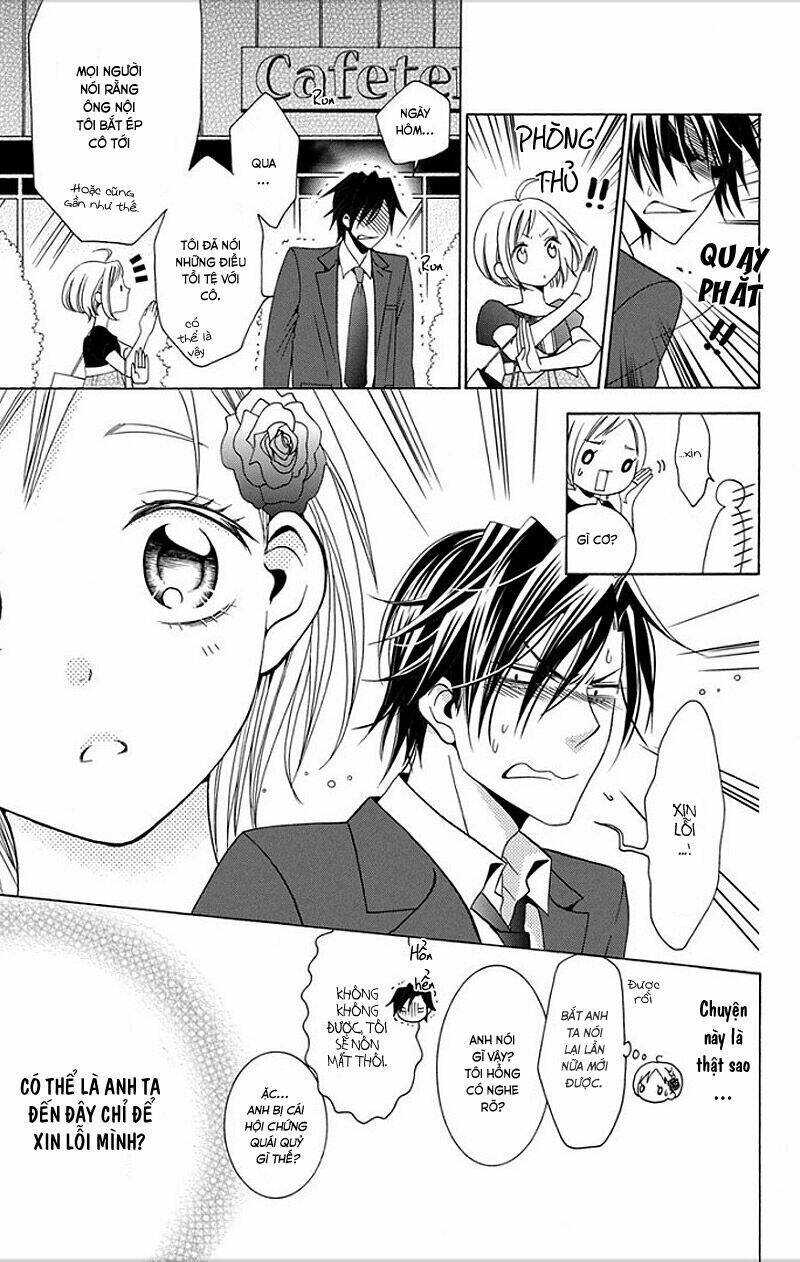 PHÒNG
THỦ
!!
QUAY
PHẮT
!!
Cafete
NGÀY
HÔM...
Run
QUA
...
Run
TÔI ĐÃ NÓI
NHỮNG ĐIỀU
TỒI TỆ VỚI
CÔ.
có
thể là
vậy
MỌI NGƯỜI
NÓI RẰNG
ÔNG NỘI
TÔI BẮT ÉP
CÔ TỚI
Hoặc cũng
gần như thế.
...xin
GÌ CƠ?
XIN
LỖI
...!
Chuyện
này là
thật sao
...
Được
rồi
BẮT ANH
TA NÓI
LẠI LẦN
NỮA MỚI
ĐƯỢC.
ANH NÓI
GÌ VẬY?
TÔI HỔNG
CÓ NGHE
RÕ?
Hổn
hển
KHÔNG
KHÔNG
ĐƯỢC, TÔI
SẼ NÔN
MẤT THÔI.
ẶC...
ANH BỊ CÁI
HỘI CHỨNG
QUÁI QUỶ
GÌ THẾ?
CÓ THỂ LÀ ANH TA
ĐẾN ĐÂY CHỈ ĐỂ
XIN LỖI MÌNH?